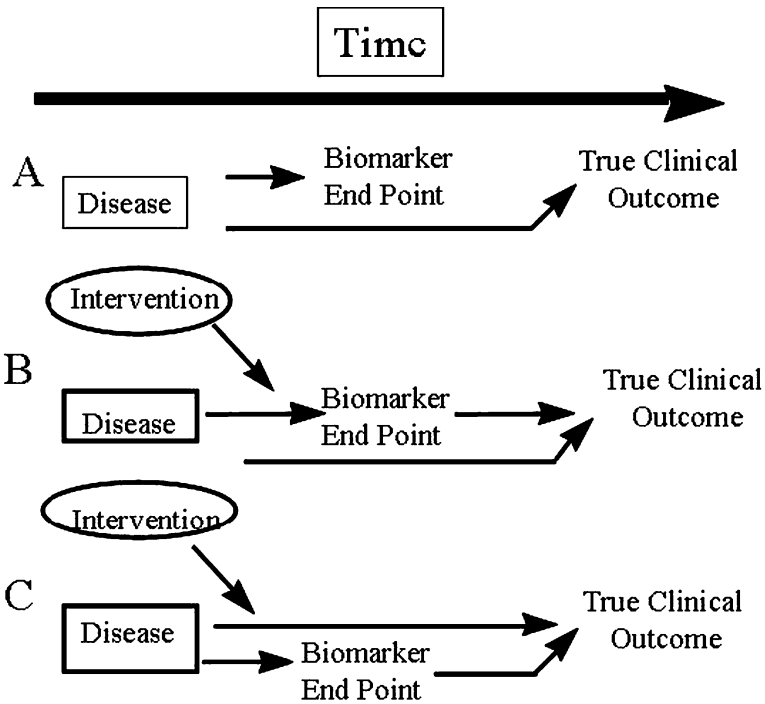 Timc
A
Disease
Biomarker
End Point
True Clinical
Outcome
Intervention
B
Disease
Biomarker
End Point
True Clinical
Outcome
Intervention
C
Disease
Biomarker
End Point
True Clinical
Outcome